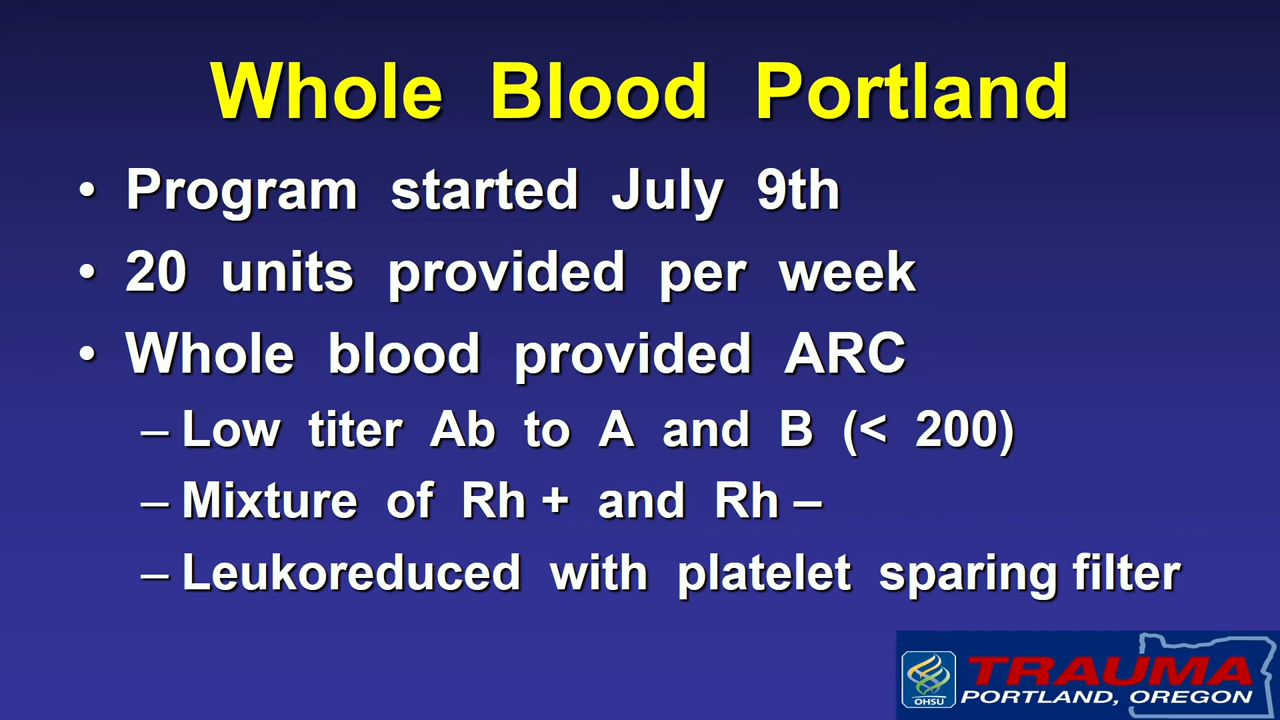 Whole Blood Portland
• Program started July 9th
• 20 units provided per week
• Whole blood provided ARC
– Low titer Ab to A and B (< 200)
– Mixture of Rh + and Rh –
– Leukoreduced with platelet sparing filter
OHSU
TRAUMA
PORTLAND, OREGON